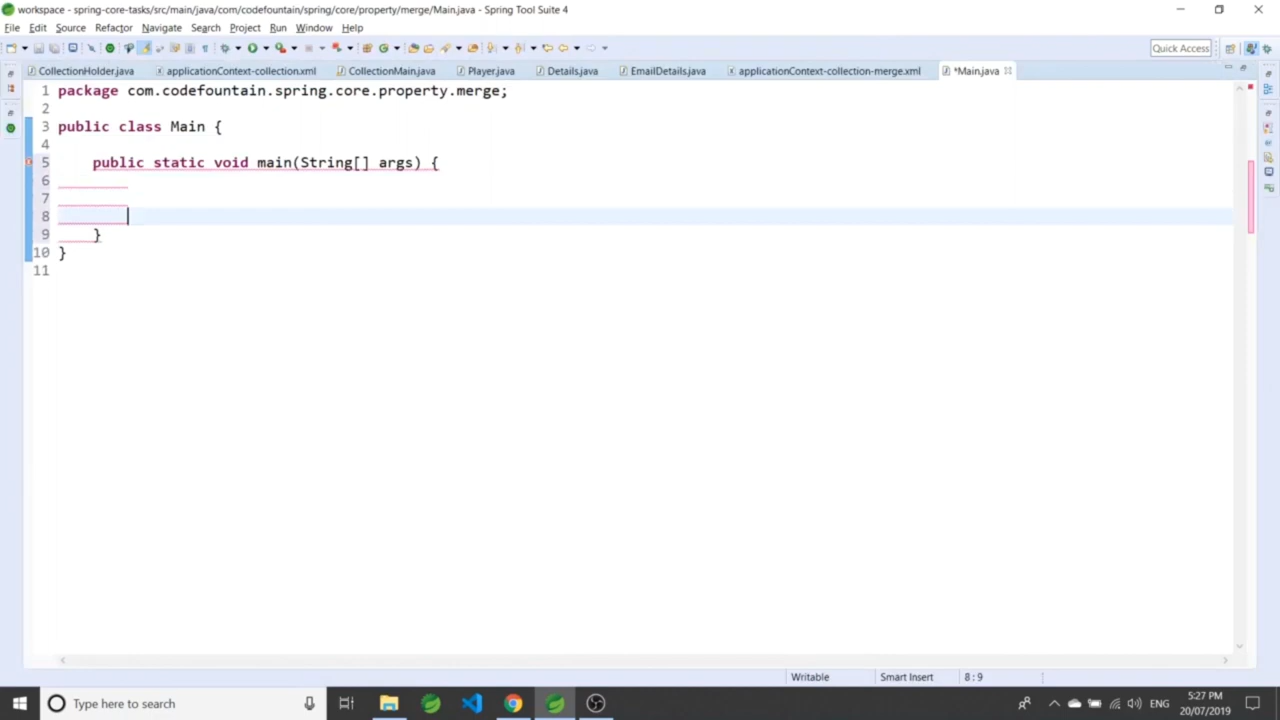 workspace - spring-core-tasks/src/main/java/com/codefountain/spring/core/property/merge/Main.java - Spring Tool Suite 4
File Edit Source Refactor Navigate Search Project Run Window Help
Quick Access
CollectionHolder.java applicationContext-collection.xml CollectionMain.java Player.java Details.java EmailDetails.java applicationContext-collection-merge.xml *Main.java
1 package com.codefountain.spring.core.property.merge;
2
3 public class Main {
4
5 public static void main(String[] args) {
6
7
8
9 }
10 }
11
Writable Smart Insert 8 : 9
Type here to search
ENG
5:27 PM
20/07/2019